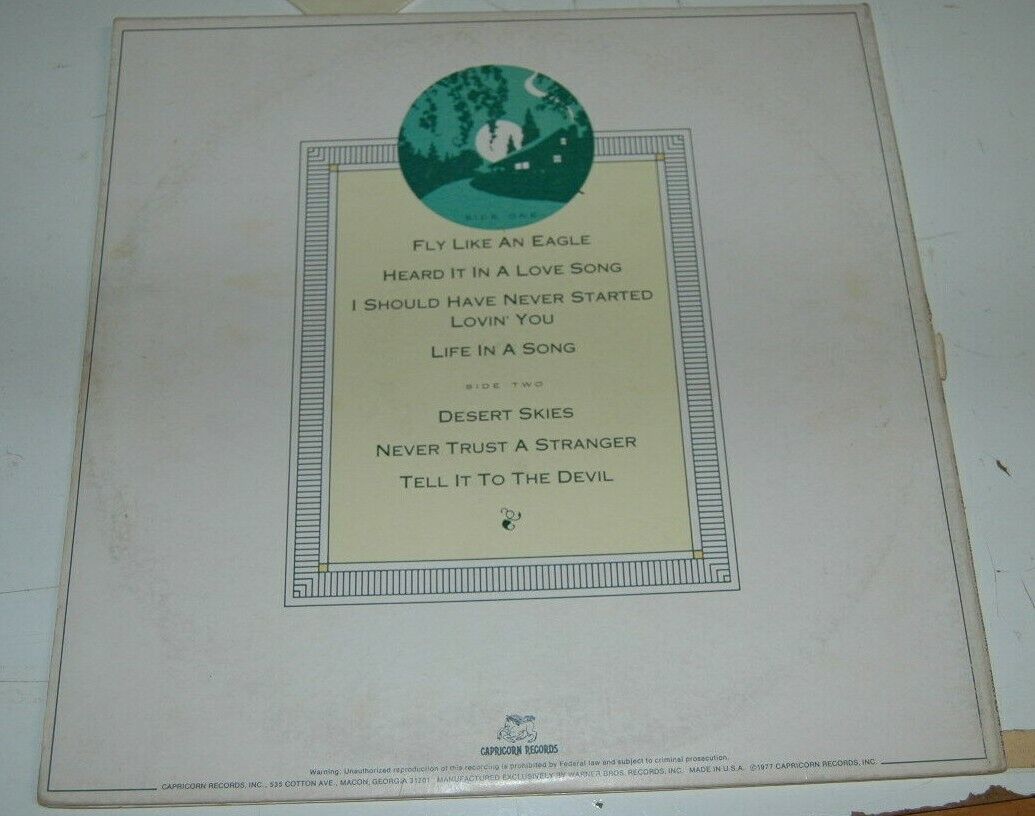 SIDE ONE
FLY LIKE AN EAGLE
HEARD IT IN A LOVE SONG
I SHOULD HAVE NEVER STARTED
LOVIN' YOU
LIFE IN A SONG
SIDE TWO
DESERT SKIES
NEVER TRUST A STRANGER
TELL IT TO THE DEVIL
CAPRICORN RECORDS
Warning: Unauthorized reproduction of this recording is prohibited by Federal law and subject to criminal prosecution.
CAPRICORN RECORDS, INC., 535 COTTON AVE., MACON, GEORGIA 31201 MANUFACTURED EXCLUSIVELY BY WARNER BROS. RECORDS, INC. MADE IN U.S.A. ©1977 CAPRICORN RECORDS, INC.